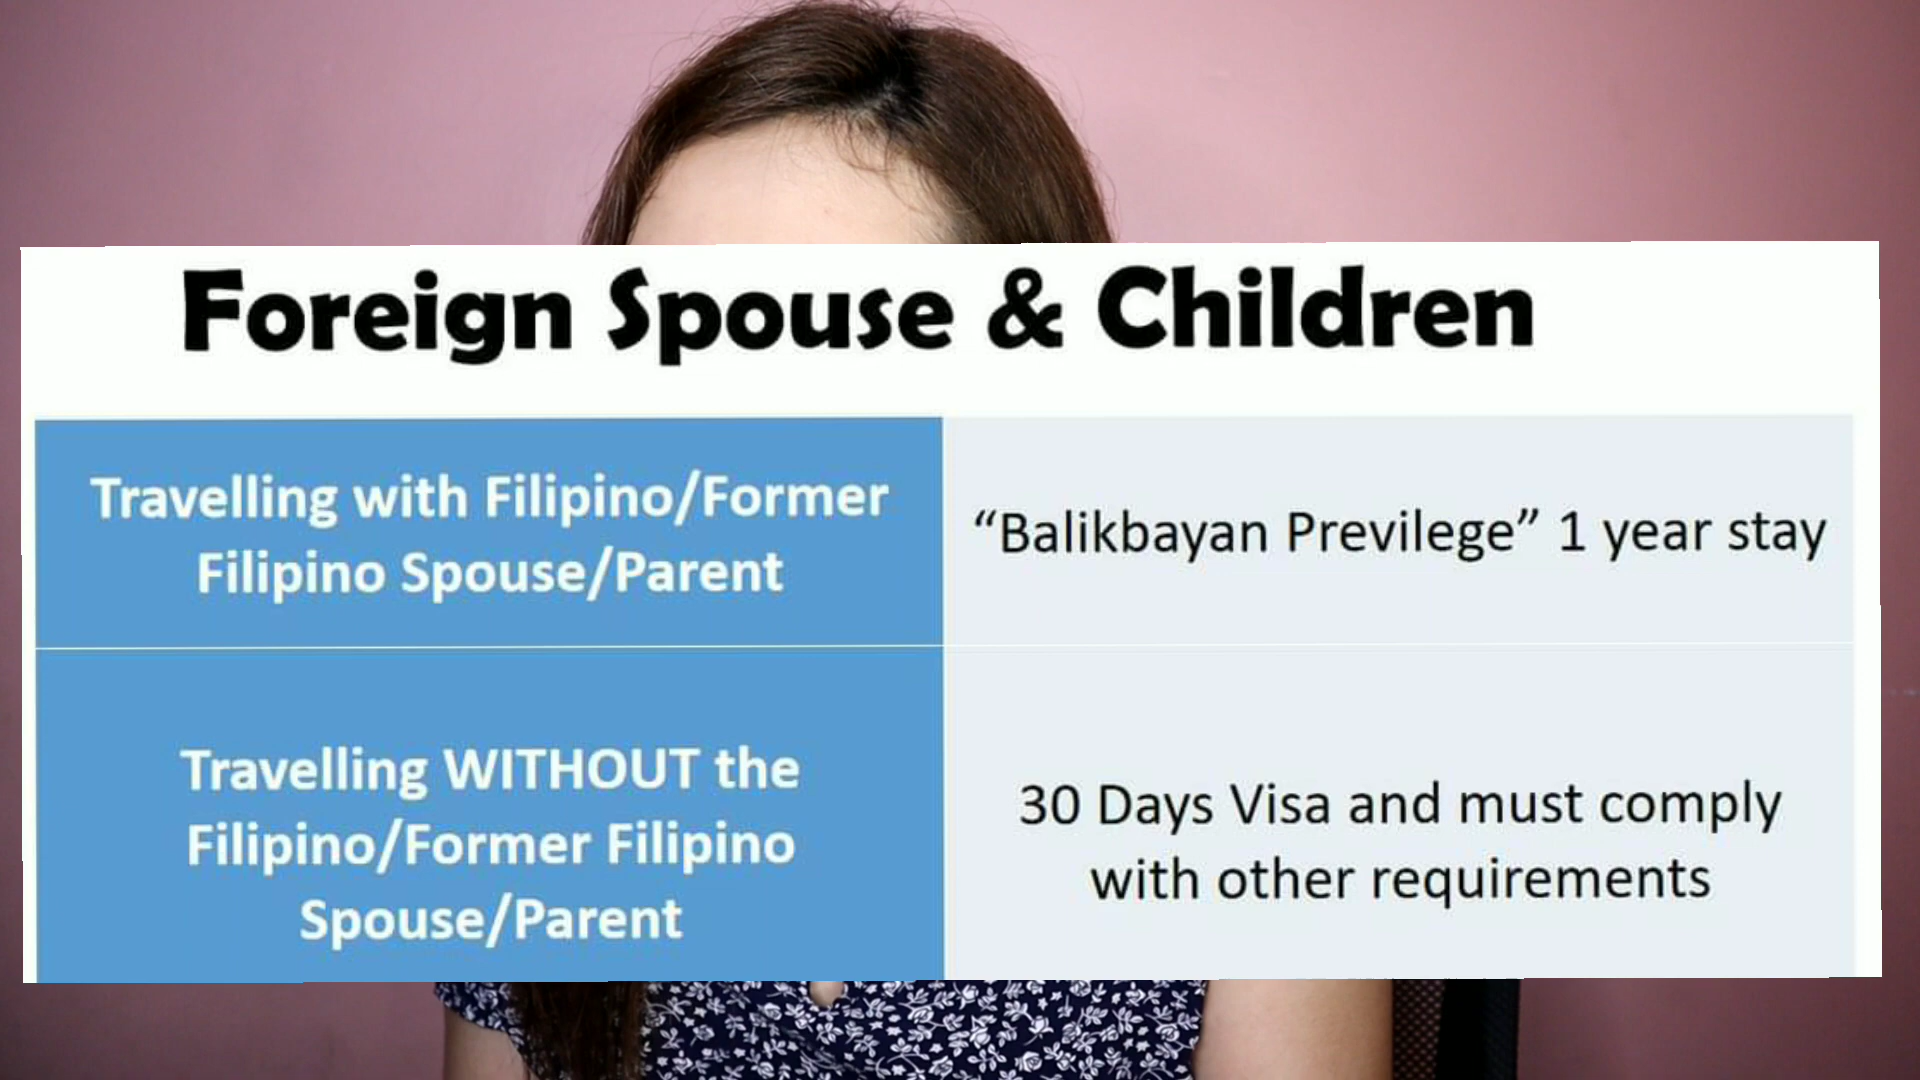 Foreign Spouse & Children
Travelling with Filipino/Former
Filipino Spouse/Parent
“Balikbayan Previlege” 1 year stay
Travelling WITHOUT the
Filipino/Former Filipino
Spouse/Parent
30 Days Visa and must comply
with other requirements